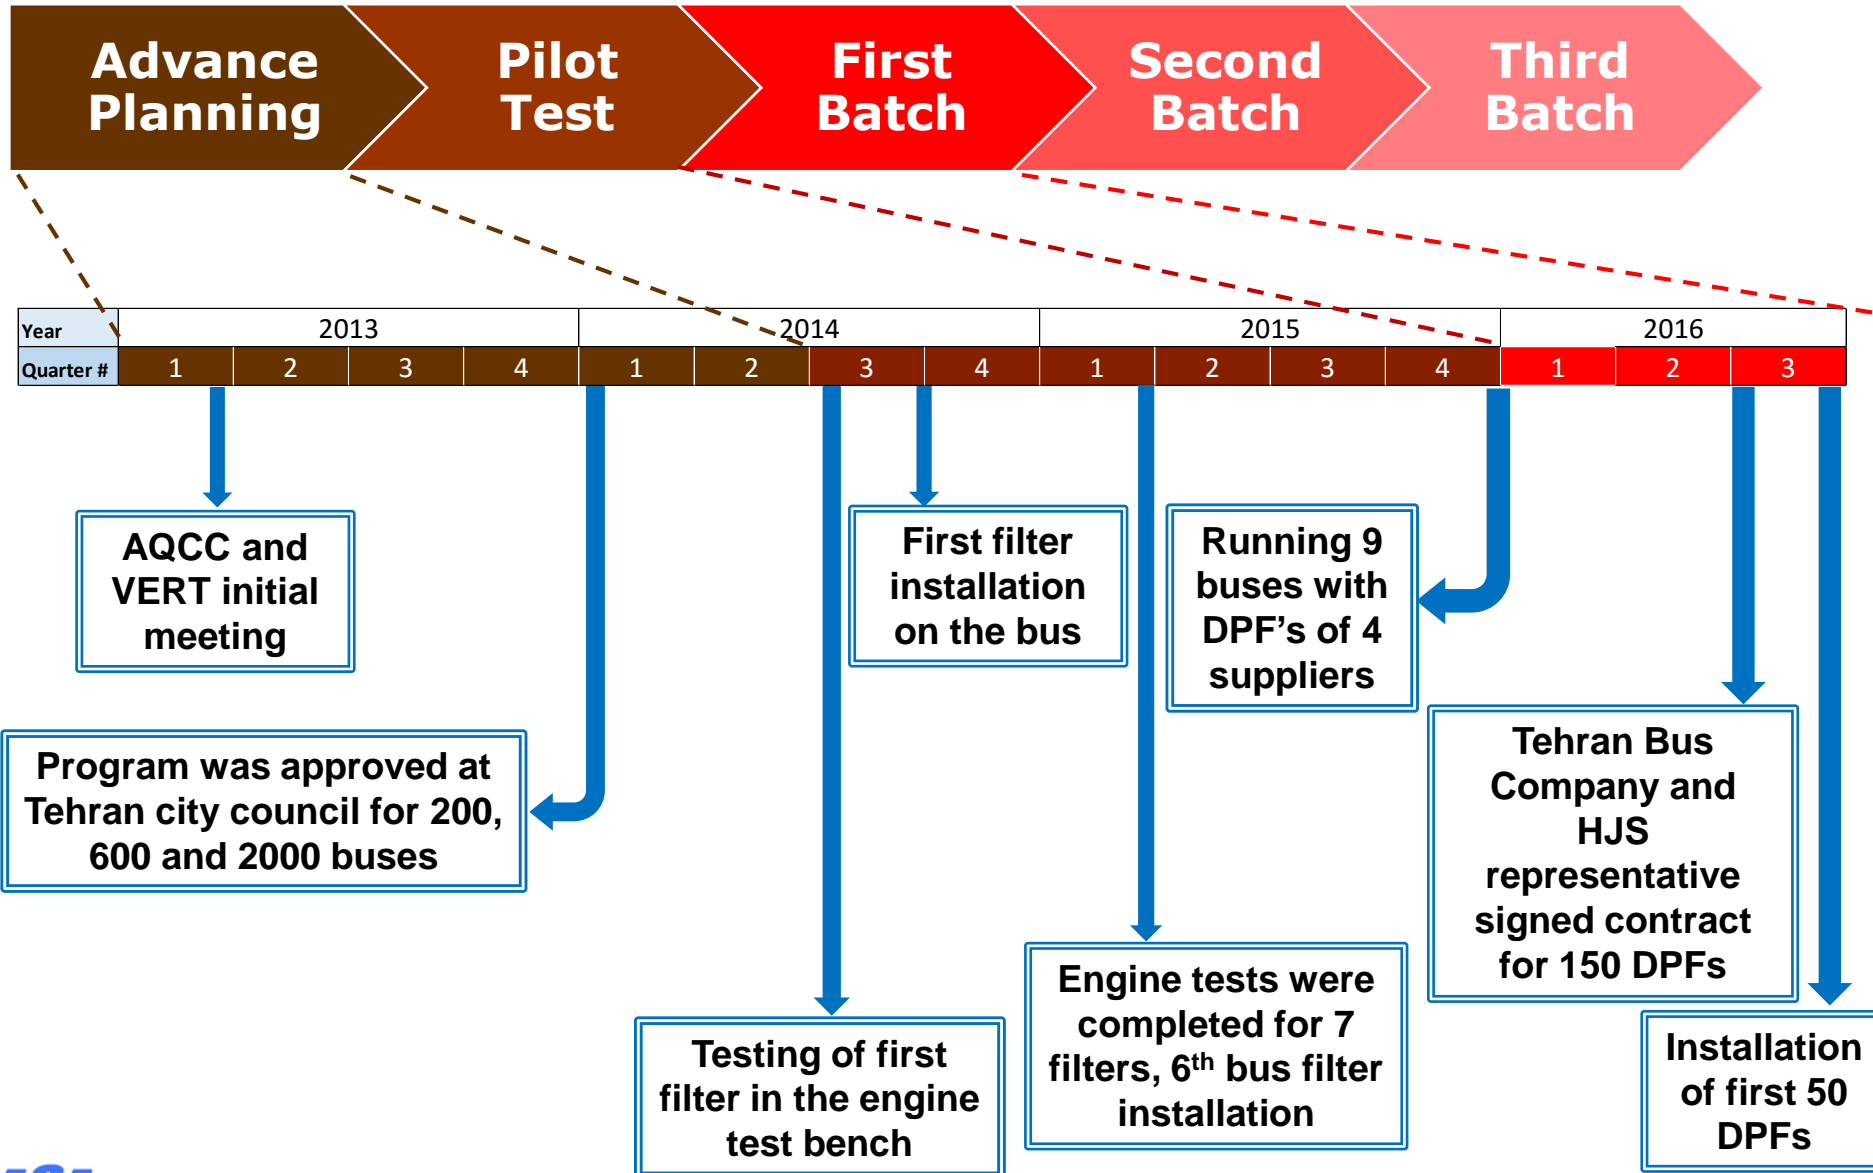 Advance
Planning
Pilot
Test
First
Batch
Second
Batch
Third
Batch
Year 2013 2014 2015 2016
Quarter # 1 2 3 4 1 2 3 4 1 2 3 4 1 2 3
AQCC and
VERT initial
meeting
Program was approved at
Tehran city council for 200,
600 and 2000 buses
Testing of first
filter in the engine
test bench
First filter
installation
on the bus
Engine tests were
completed for 7
filters, 6th bus filter
installation
Running 9
buses with
DPF’s of 4
suppliers
Tehran Bus
Company and
HJS
representative
signed contract
for 150 DPFs
Installation
of first 50
DPFs